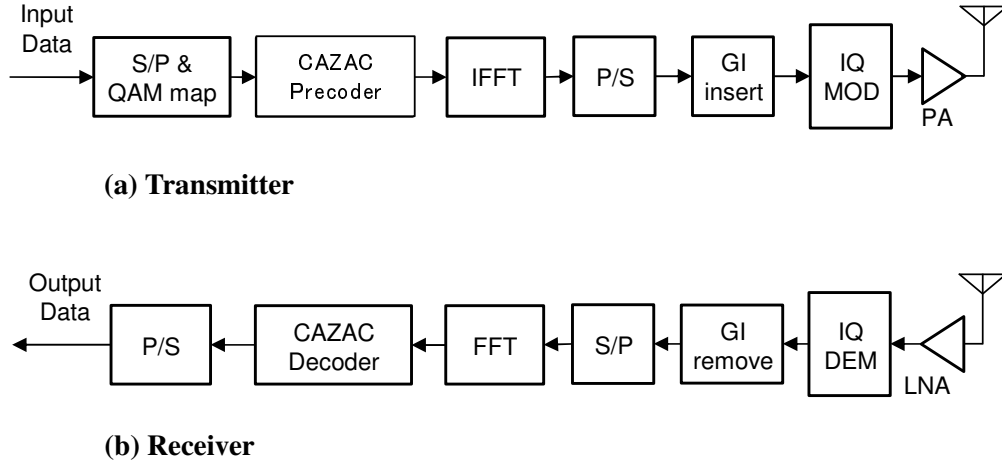 Input
Data
S/P &
QAM map
CAZAC
Precoder
IFFT
P/S
GI
insert
IQ
MOD
PA
(a) Transmitter
Output
Data
P/S
CAZAC
Decoder
FFT
S/P
GI
remove
IQ
DEM
LNA
(b) Receiver